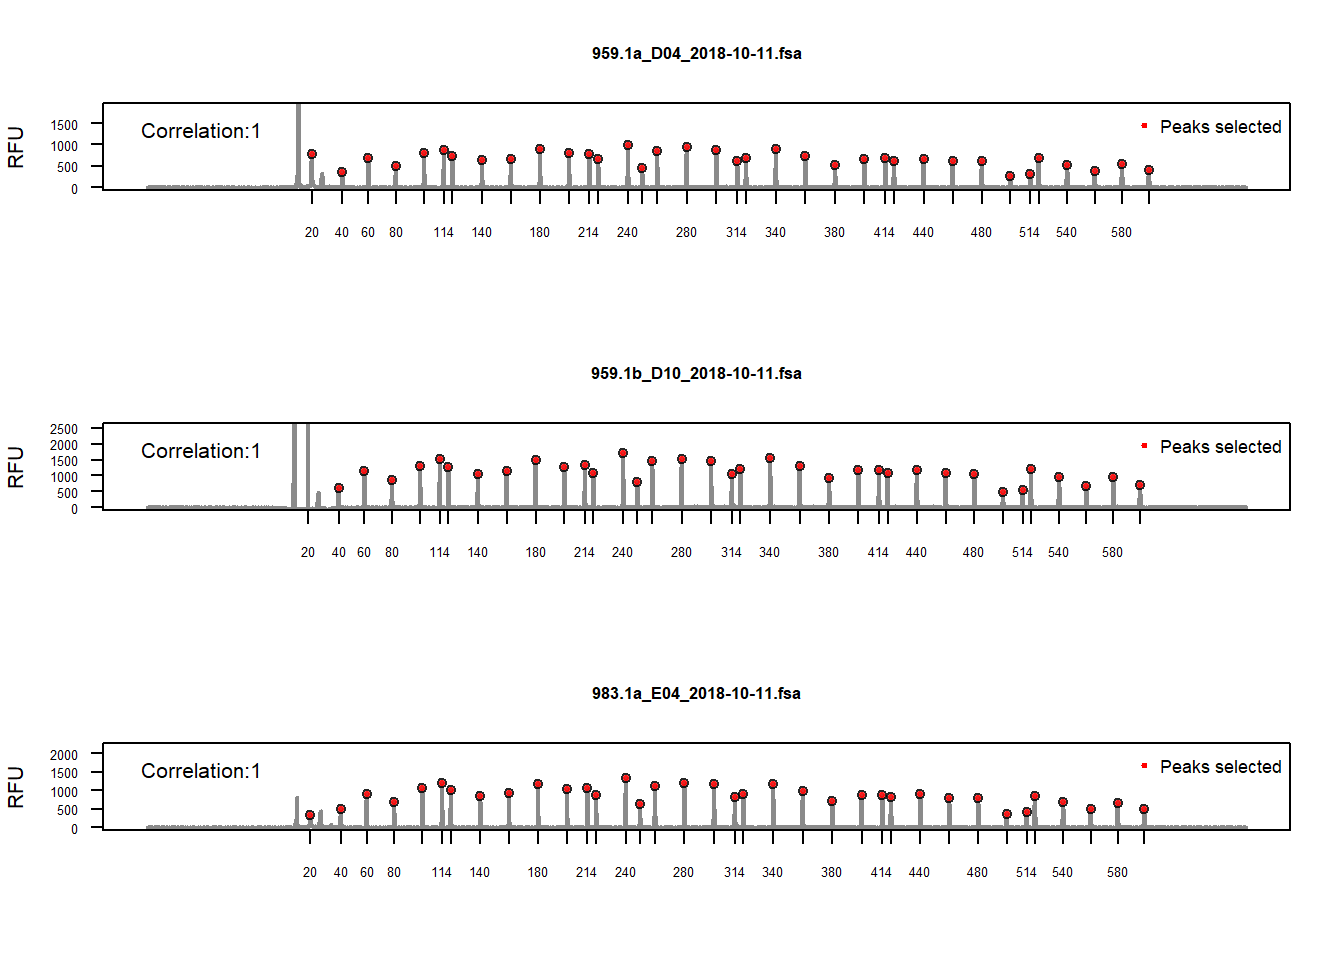 959.1a_D04_2018-10-11.fsa
RFU
1500
1000
500
0
Correlation:1
Peaks selected
20 40 60 80 114 140 180 214 240 280 314 340 380 414 440 480 514 540 580
959.1b_D10_2018-10-11.fsa
RFU
2500
2000
1500
1000
500
0
Correlation:1
Peaks selected
20 40 60 80 114 140 180 214 240 280 314 340 380 414 440 480 514 540 580
983.1a_E04_2018-10-11.fsa
RFU
2000
1500
1000
500
0
Correlation:1
Peaks selected
20 40 60 80 114 140 180 214 240 280 314 340 380 414 440 480 514 540 580